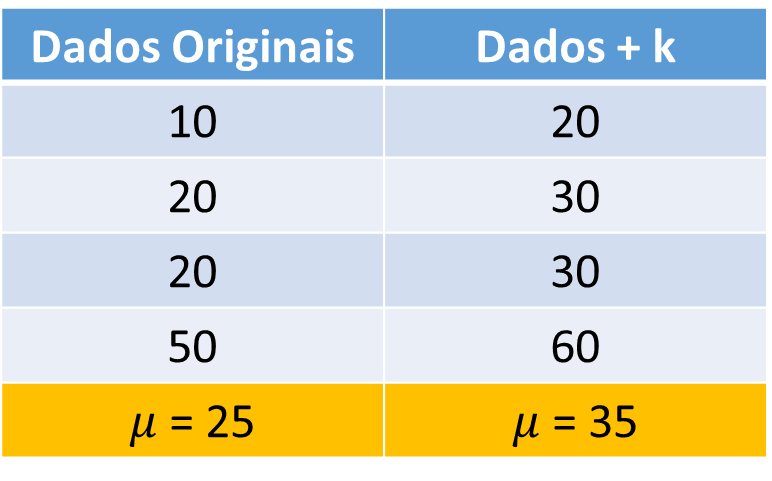 Dados Originais Dados + k
10 20
20 30
20 30
50 60
𝜇 = 25 𝜇 = 35